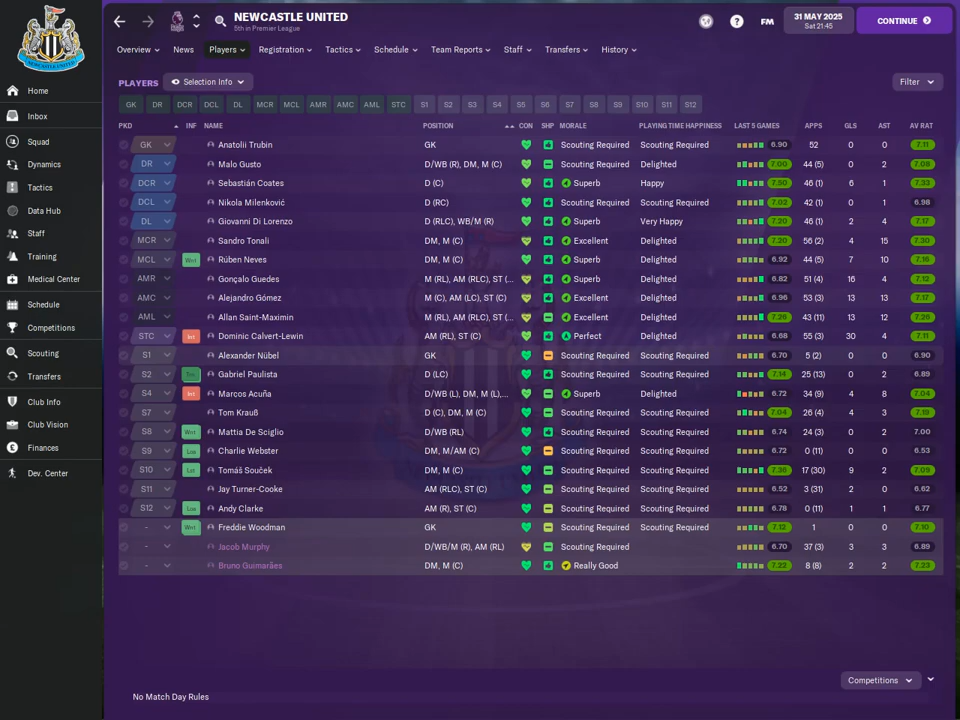 NEWCASTLE UNITED
5th in Premier League
FM
31 MAY 2025
Sat 21:45
CONTINUE
Overview News Players Registration Tactics Schedule Team Reports Staff Transfers History
Home
Inbox
Squad
Dynamics
Tactics
Data Hub
Staff
Training
Medical Center
Schedule
Competitions
Scouting
Transfers
Club Info
Club Vision
Finances
Dev. Center
PLAYERS Selection Info Filter
GK DR DCR DCL DL MCR MCL AMR AMC AML STC S1 S2 S3 S4 S5 S6 S7 S8 S9 S10 S11 S12
PKD INF NAME POSITION CON SHP MORALE PLAYING TIME HAPPINESS LAST 5 GAMES APPS GLS AST AV RAT
GK Anatolii Trubin GK Scouting Required Scouting Required 6.90 52 0 0 7.11
DR Malo Gusto D/WB (R), DM, M (C) Scouting Required Delighted 7.00 44 (5) 0 2 7.08
DCR Sebastián Coates D (C) Superb Happy 7.50 46 (1) 6 1 7.33
DCL Nikola Milenković D (RC) Scouting Required Scouting Required 7.02 42 (1) 0 1 6.98
DL Giovanni Di Lorenzo D (RLC), WB/M (R) Superb Very Happy 7.20 46 (1) 2 4 7.17
MCR Sandro Tonali DM, M (C) Excellent Delighted 7.20 56 (2) 4 15 7.30
MCL Wnt Rúben Neves DM, M (C) Superb Delighted 6.92 44 (5) 7 10 7.16
AMR Gonçalo Guedes M (RL), AM (RLC), ST (... Superb Delighted 6.82 51 (4) 16 4 7.12
AMC Alejandro Gómez M (C), AM (LC), ST (C) Excellent Delighted 6.96 53 (3) 13 13 7.17
AML Allan Saint-Maximin M (RL), AM (RLC), ST (... Excellent Delighted 7.26 43 (11) 13 12 7.26
STC Int Dominic Calvert-Lewin AM (RL), ST (C) Perfect Delighted 6.68 55 (3) 30 4 7.11
S1 Alexander Nübel GK Scouting Required Scouting Required 6.70 5 (2) 0 0 6.90
S2 Gabriel Paulista D (LC) Scouting Required Scouting Required 7.14 25 (13) 0 2 6.89
S4 Int Marcos Acuña D/WB (L), DM, M (L),... Superb Delighted 6.72 34 (9) 4 8 7.04
S7 Tom Krauß D (C), DM, M (C) Scouting Required Scouting Required 7.04 26 (4) 4 3 7.19
S8 Wnt Mattia De Sciglio D/WB (RL) Scouting Required Scouting Required 6.74 24 (3) 0 2 7.00
S9 Loa Charlie Webster DM, M/AM (C) Scouting Required Scouting Required 6.72 0 (11) 0 0 6.53
S10 Lst Tomáš Souček DM, M (C) Scouting Required Scouting Required 7.36 17 (30) 9 2 7.09
S11 Jay Turner-Cooke AM (RLC), ST (C) Scouting Required Scouting Required 6.52 3 (31) 2 0 6.62
S12 Loa Andy Clarke AM (R), ST (C) Scouting Required Scouting Required 6.78 0 (11) 1 1 6.77
- Wnt Freddie Woodman GK Scouting Required Scouting Required 7.12 1 0 0 7.10
- Jacob Murphy D/WB/M (R), AM (RL) Scouting Required 6.70 37 (3) 3 3 6.89
- Bruno Guimarães DM, M (C) Really Good 7.22 8 (8) 2 2 7.23
Competitions
No Match Day Rules